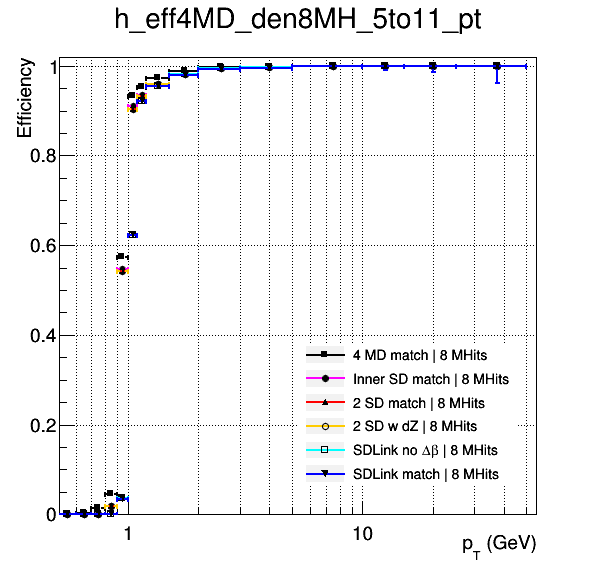 h_eff4MD_den8MH_5to11_pt
Efficiency
1
0.8
0.6
0.4
0.2
0
4 MD match | 8 MHits
Inner SD match | 8 MHits
2 SD match | 8 MHits
2 SD w dZ | 8 MHits
SDLink no Δβ | 8 MHits
SDLink match | 8 MHits
1 10
p_T (GeV)